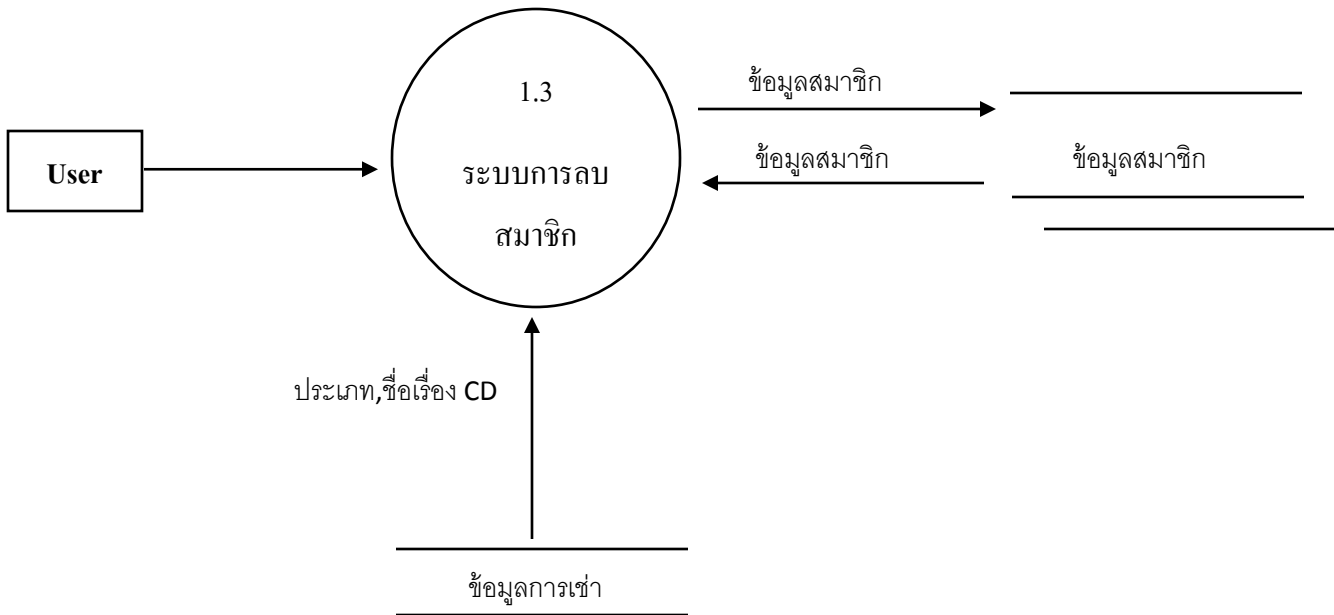 1.3
ระบบการลบ
สมาชิก
User
ข้อมูลสมาชิก
ข้อมูลสมาชิก
ข้อมูลสมาชิก
ประเภท,ชื่อเรื่อง CD
ข้อมูลการเช่า